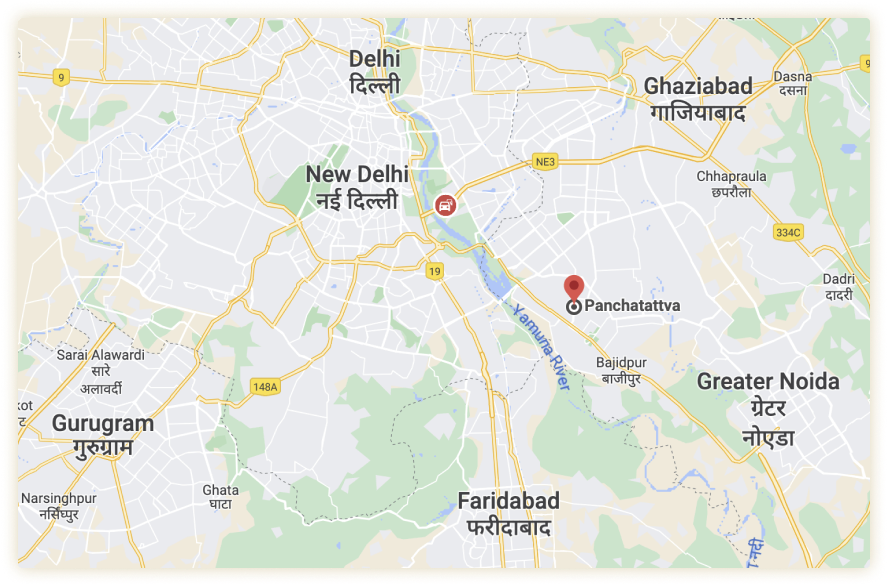 Delhi
दिल्ली
9
9
Ghaziabad
गाजियाबाद
Dasna
दसना
NE3
New Delhi
नई दिल्ली
Chhapraula
छपरौला
334C
19
Dadri
दादरी
Panchatattva
Yamuna River
Sarai Alawardi
सारे
अलावर्दी
Bajidpur
बाजीपुर
148A
Greater Noida
ग्रेटर
नोएडा
kot
ट
Gurugram
गुरुग्राम
Ghata
घाटा
Narsinghpur
नर्सिंघपुर
Faridabad
फरीदाबाद
नदी